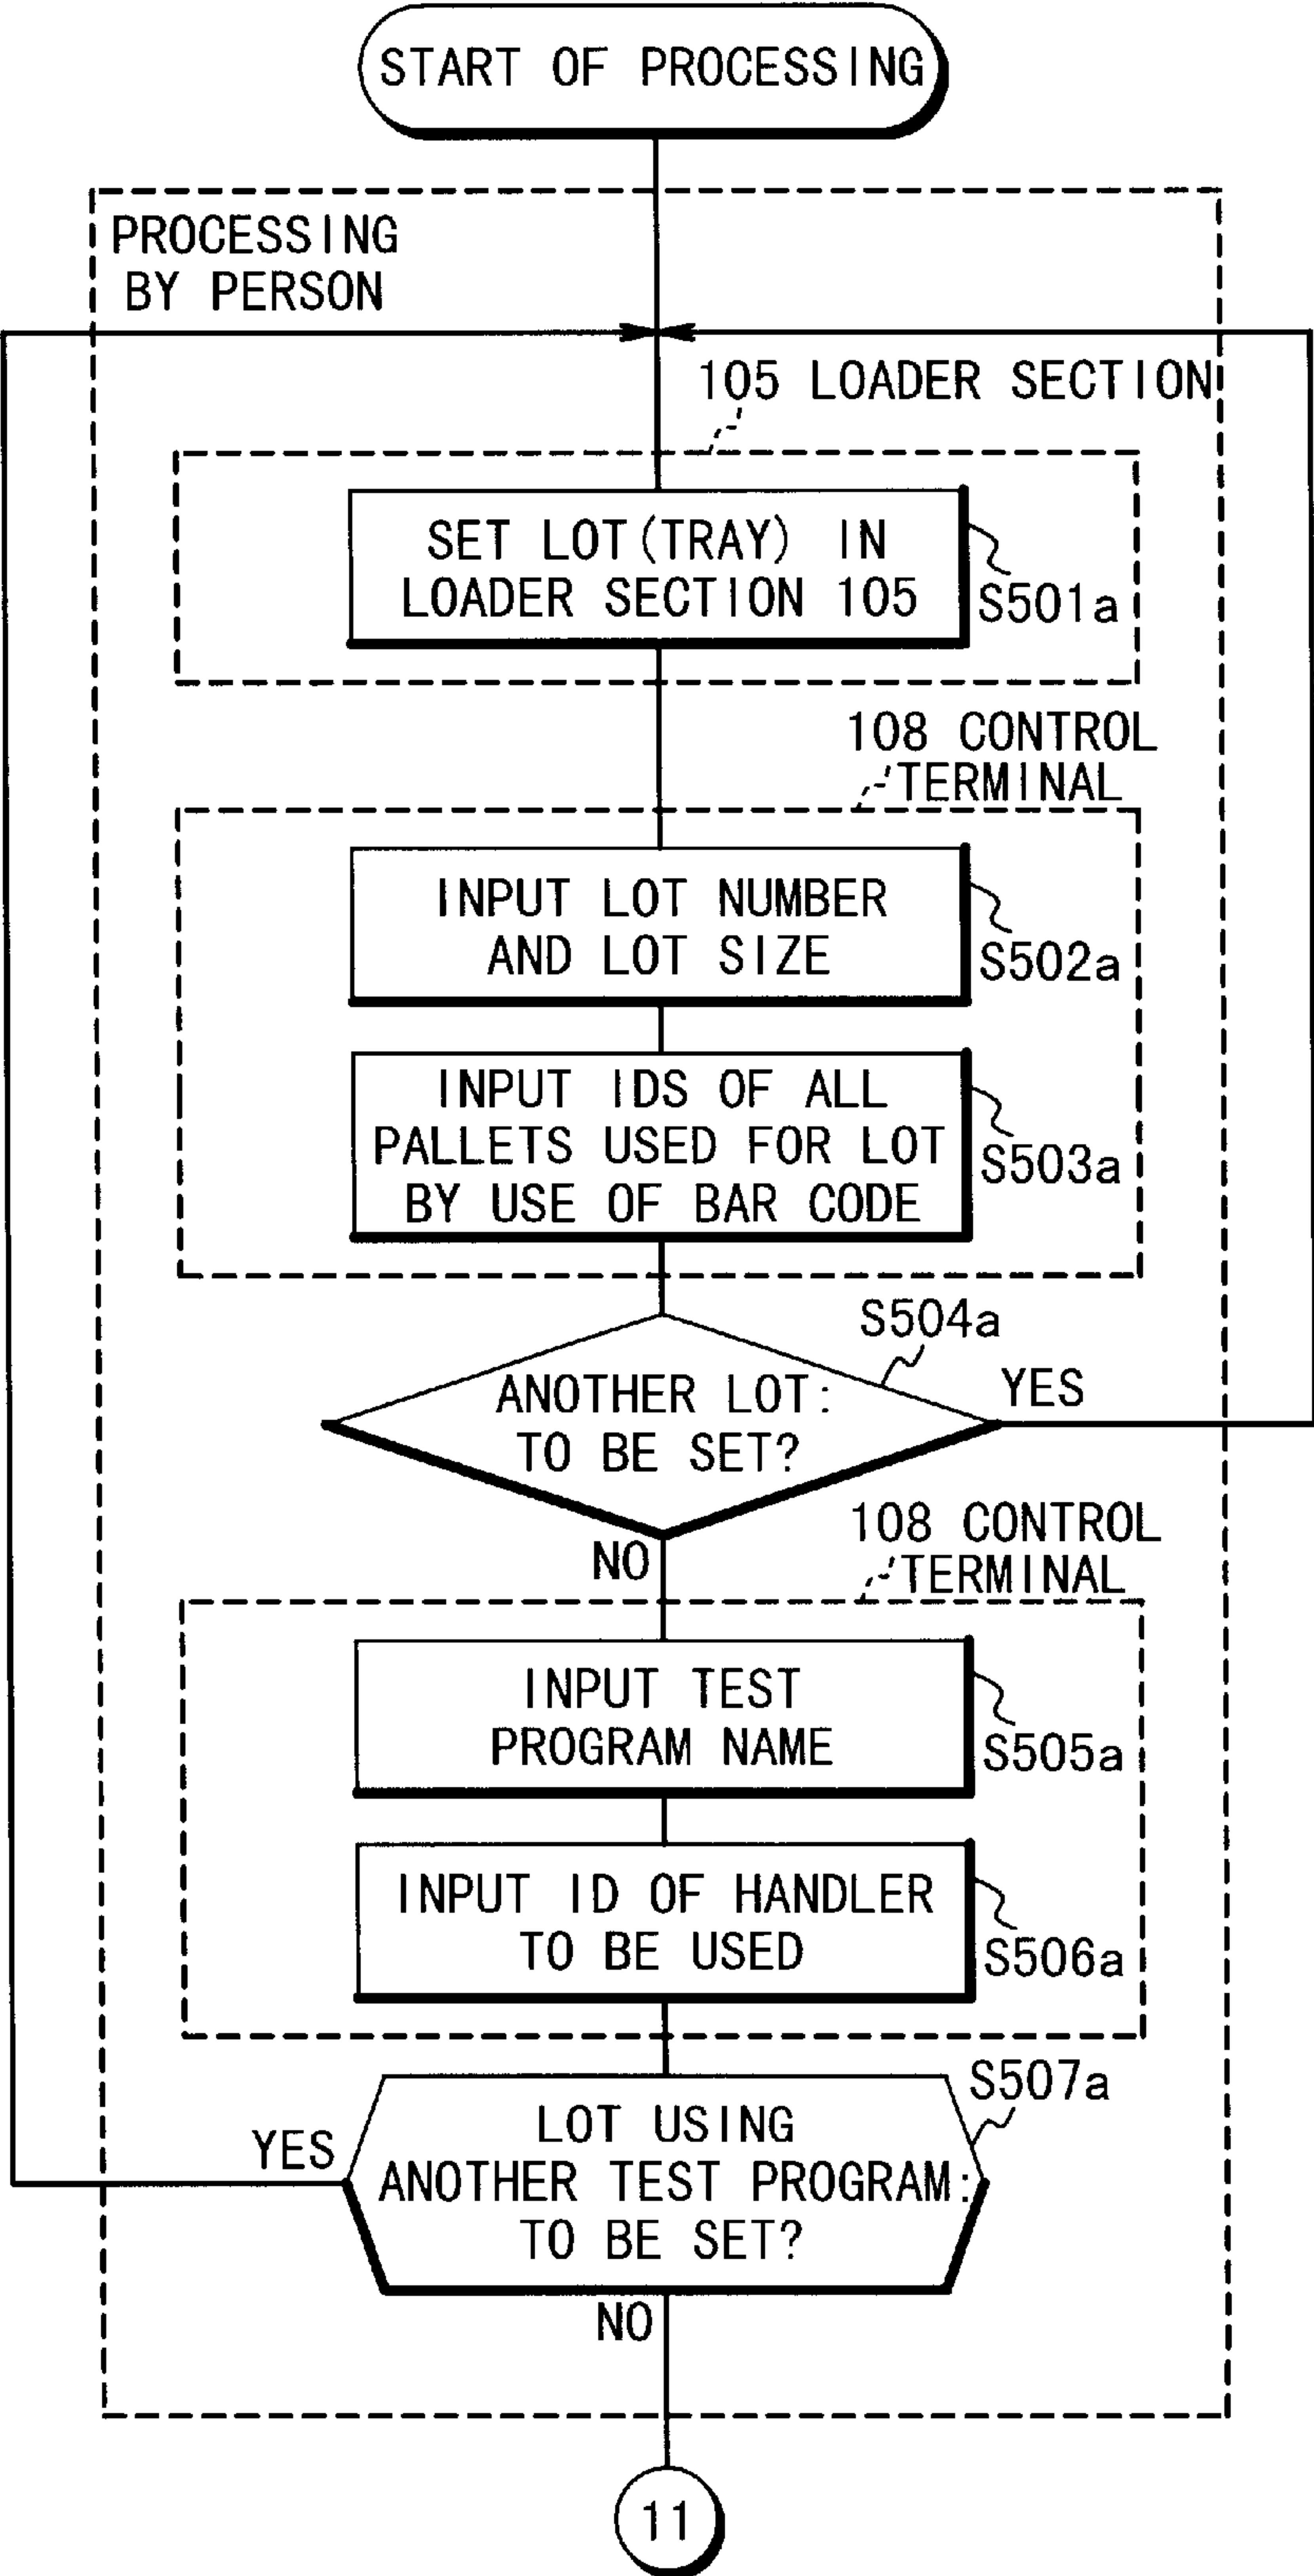 START OF PROCESSING
PROCESSING
BY PERSON
105 LOADER SECTION
SET LOT(TRAY) IN
LOADER SECTION 105
S501a
108 CONTROL
TERMINAL
INPUT LOT NUMBER
AND LOT SIZE
S502a
INPUT IDS OF ALL
PALLETS USED FOR LOT
BY USE OF BAR CODE
S503a
S504a
ANOTHER LOT:
TO BE SET?
YES
NO
108 CONTROL
TERMINAL
INPUT TEST
PROGRAM NAME
S505a
INPUT ID OF HANDLER
TO BE USED
S506a
S507a
LOT USING
ANOTHER TEST PROGRAM:
TO BE SET?
YES
NO
11